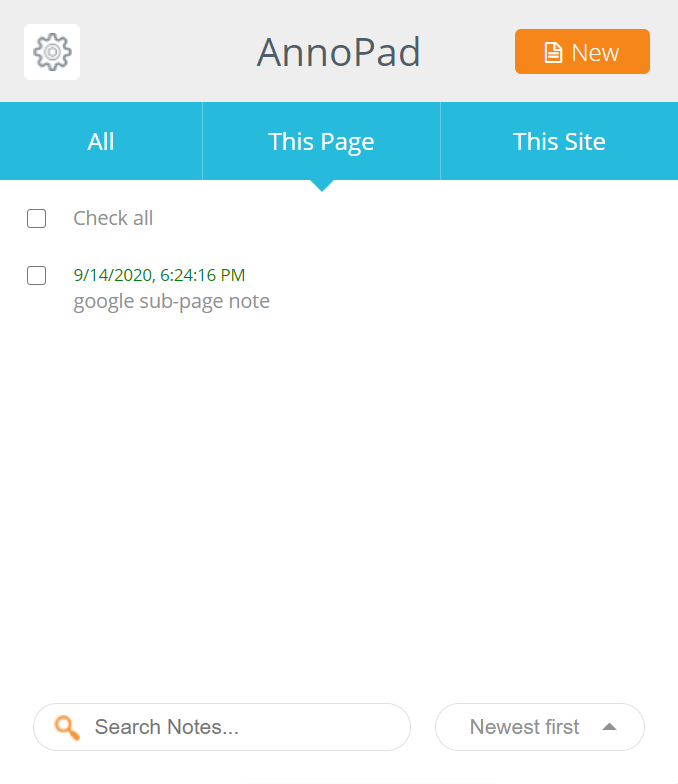 AnnoPad
New
All
This Page
This Site
Check all
9/14/2020, 6:24:16 PM
google sub-page note
Search Notes...
Newest first